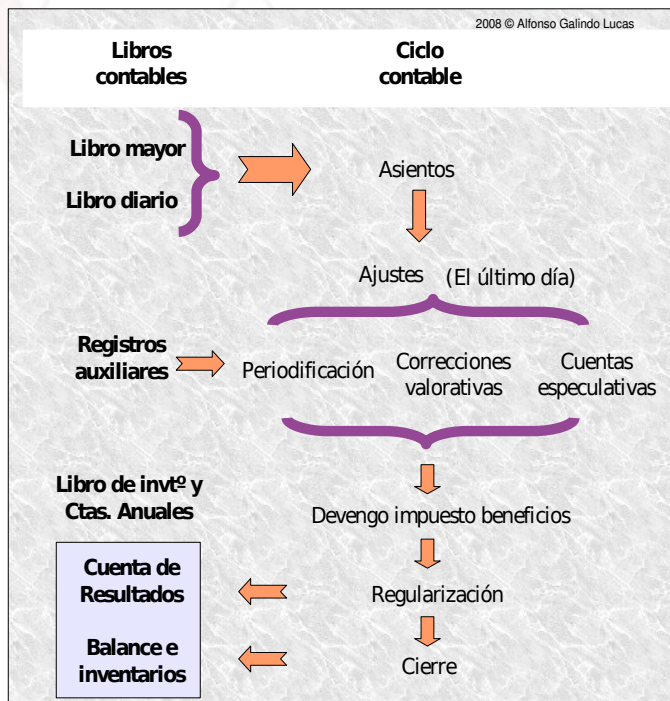 2008 © Alfonso Galindo Lucas
Libros
contables
Ciclo
contable
Libro mayor
Libro diario
Asientos
Ajustes (El último día)
Registros
auxiliares
Periodificación
Correcciones
valorativas
Cuentas
especulativas
Libro de invtº y
Ctas. Anuales
Devengo impuesto beneficios
Cuenta de
Resultados
Regularización
Balance e
inventarios
Cierre